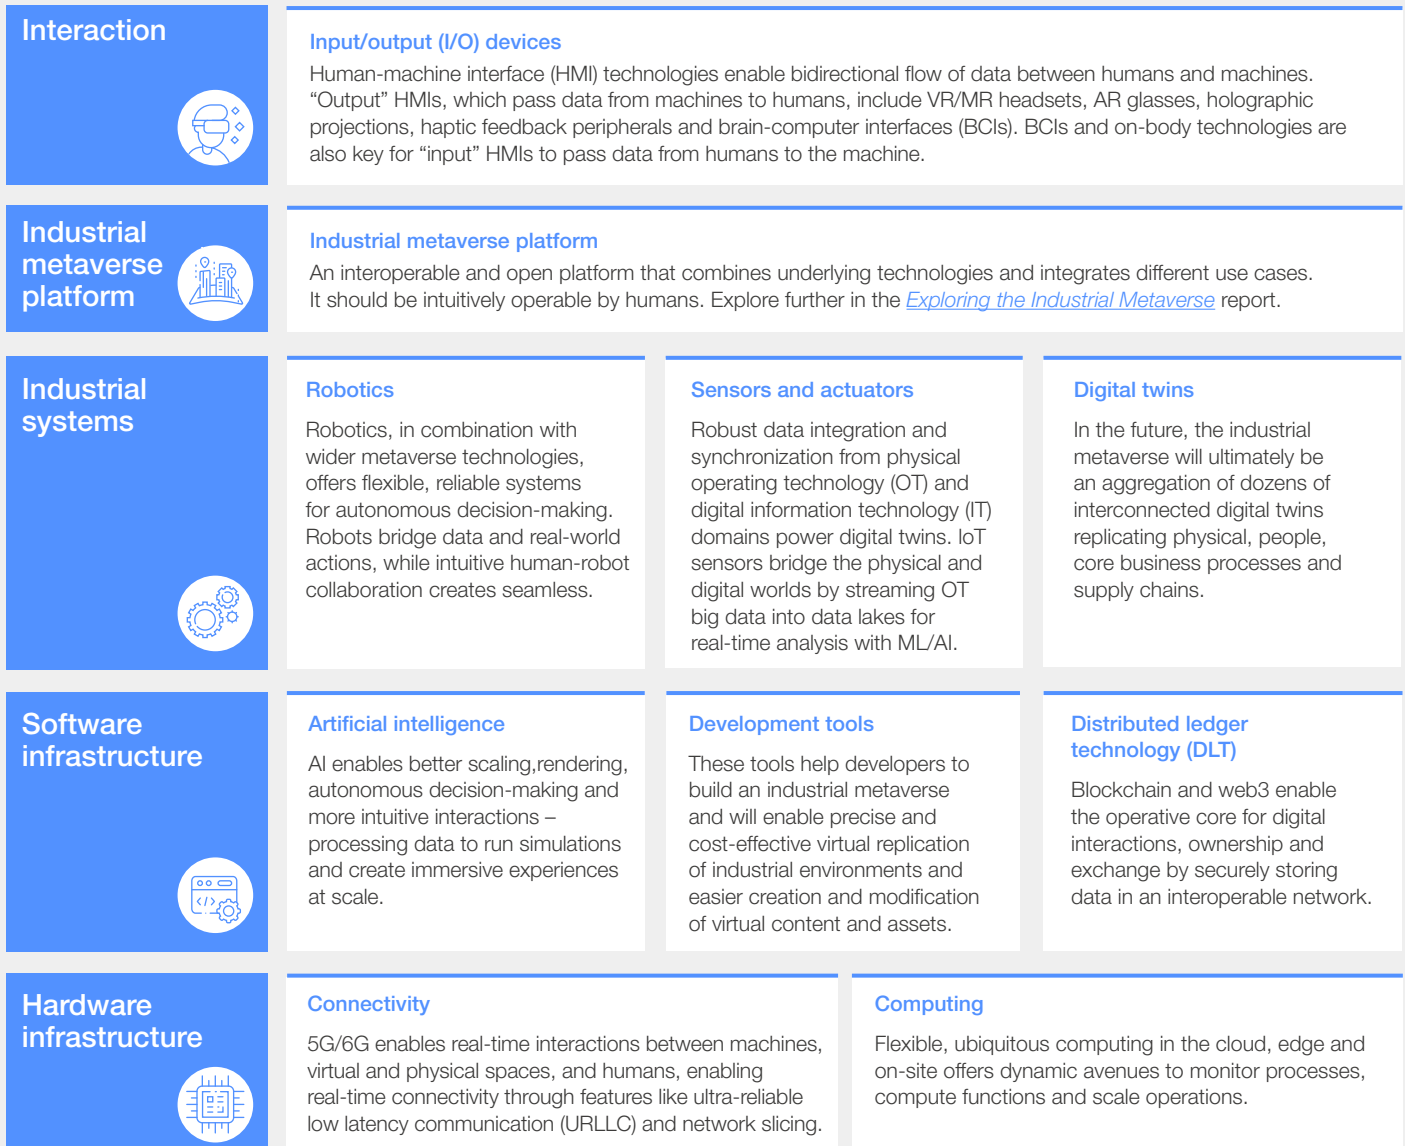 Interaction
Input/output (I/O) devices
Human-machine interface (HMI) technologies enable bidirectional flow of data between humans and machines.
“Output” HMIs, which pass data from machines to humans, include VR/MR headsets, AR glasses, holographic
projections, haptic feedback peripherals and brain-computer interfaces (BCIs). BCIs and on-body technologies are
also key for “input” HMIs to pass data from humans to the machine.
Industrial
metaverse
platform
Industrial metaverse platform
An interoperable and open platform that combines underlying technologies and integrates different use cases.
It should be intuitively operable by humans. Explore further in the Exploring the Industrial Metaverse report.
Industrial
systems
Robotics
Robotics, in combination with
wider metaverse technologies,
offers flexible, reliable systems
for autonomous decision-making.
Robots bridge data and real-world
actions, while intuitive human-robot
collaboration creates seamless.
Sensors and actuators
Robust data integration and
synchronization from physical
operating technology (OT) and
digital information technology (IT)
domains power digital twins. IoT
sensors bridge the physical and
digital worlds by streaming OT
big data into data lakes for
real-time analysis with ML/AI.
Digital twins
In the future, the industrial
metaverse will ultimately be
an aggregation of dozens of
interconnected digital twins
replicating physical, people,
core business processes and
supply chains.
Software
infrastructure
Artificial intelligence
AI enables better scaling,rendering,
autonomous decision-making and
more intuitive interactions –
processing data to run simulations
and create immersive experiences
at scale.
Development tools
These tools help developers to
build an industrial metaverse
and will enable precise and
cost-effective virtual replication
of industrial environments and
easier creation and modification
of virtual content and assets.
Distributed ledger
technology (DLT)
Blockchain and web3 enable
the operative core for digital
interactions, ownership and
exchange by securely storing
data in an interoperable network.
Hardware
infrastructure
Connectivity
5G/6G enables real-time interactions between machines,
virtual and physical spaces, and humans, enabling
real-time connectivity through features like ultra-reliable
low latency communication (URLLC) and network slicing.
Computing
Flexible, ubiquitous computing in the cloud, edge and
on-site offers dynamic avenues to monitor processes,
compute functions and scale operations.